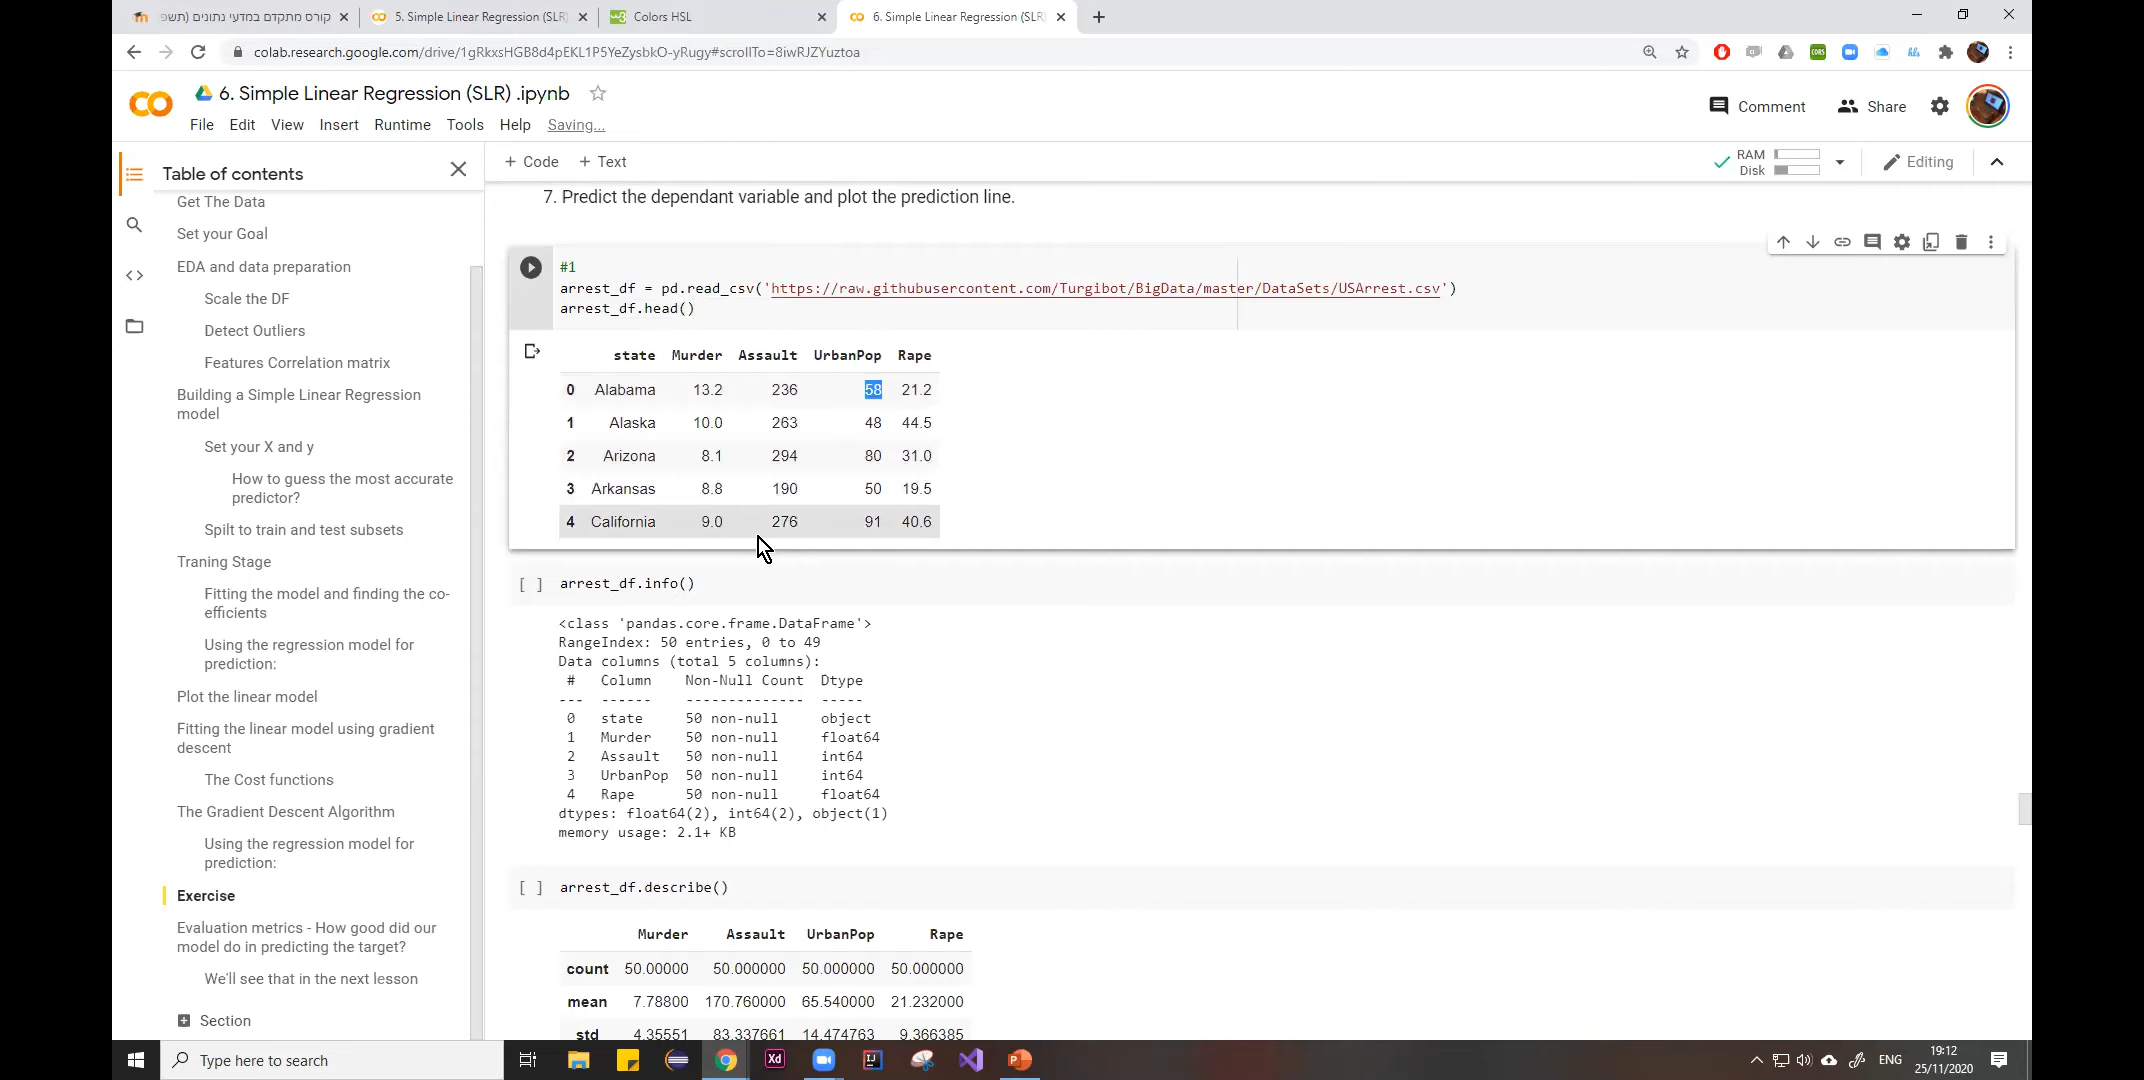 קורס מתקדם במדעי נתונים (תשפ
5. Simple Linear Regression (SLR)
Colors HSL
6. Simple Linear Regression (SLR)
colab.research.google.com/drive/1gRkxsHGB8d4pEKL1P5YeZysbkO-yRugy#scrollTo=8iwRJZYuztoa
6. Simple Linear Regression (SLR) .ipynb
Comment
Share
File Edit View Insert Runtime Tools Help Saving...
Table of contents
+ Code + Text
RAM
Disk
Editing
Get The Data
Set your Goal
EDA and data preparation
Scale the DF
Detect Outliers
Features Correlation matrix
Building a Simple Linear Regression
model
Set your X and y
How to guess the most accurate
predictor?
Spilt to train and test subsets
Traning Stage
Fitting the model and finding the co-
efficients
Using the regression model for
prediction:
Plot the linear model
Fitting the linear model using gradient
descent
The Cost functions
The Gradient Descent Algorithm
Using the regression model for
prediction:
Exercise
Evaluation metrics - How good did our
model do in predicting the target?
We'll see that in the next lesson
Section
7. Predict the dependant variable and plot the prediction line.
#1
arrest_df = pd.read_csv('https://raw.githubusercontent.com/Turgibot/BigData/master/DataSets/USArrest.csv')
arrest_df.head()
state Murder Assault UrbanPop Rape
0 Alabama 13.2 236 58 21.2
1 Alaska 10.0 263 48 44.5
2 Arizona 8.1 294 80 31.0
3 Arkansas 8.8 190 50 19.5
4 California 9.0 276 91 40.6
[ ] arrest_df.info()
<class 'pandas.core.frame.DataFrame'>
RangeIndex: 50 entries, 0 to 49
Data columns (total 5 columns):
# Column Non-Null Count Dtype
--- ------ -------------- -----
0 state 50 non-null object
1 Murder 50 non-null float64
2 Assault 50 non-null int64
3 UrbanPop 50 non-null int64
4 Rape 50 non-null float64
dtypes: float64(2), int64(2), object(1)
memory usage: 2.1+ KB
[ ] arrest_df.describe()
Murder Assault UrbanPop Rape
count 50.00000 50.000000 50.000000 50.000000
mean 7.78800 170.760000 65.540000 21.232000
std 4.35551 83.337661 14.474763 9.366385
Type here to search
Xd
IJ
ENG
19:12
25/11/2020